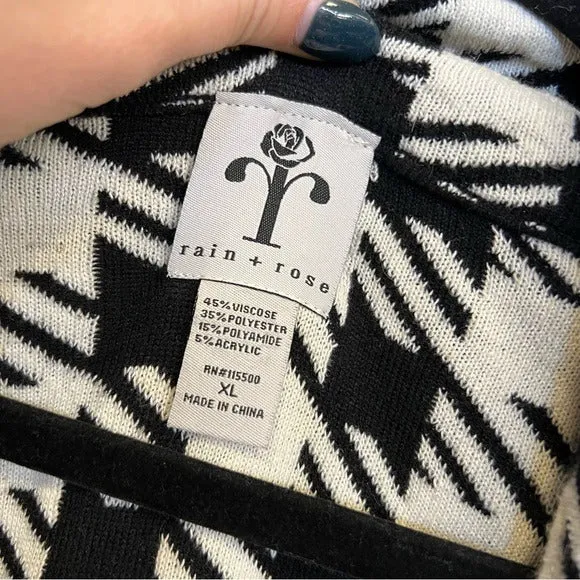 rain + rose
45% VISCOSE
35% POLYESTER
15% POLYAMIDE
5% ACRYLIC
RN#115500
XL
MADE IN CHINA